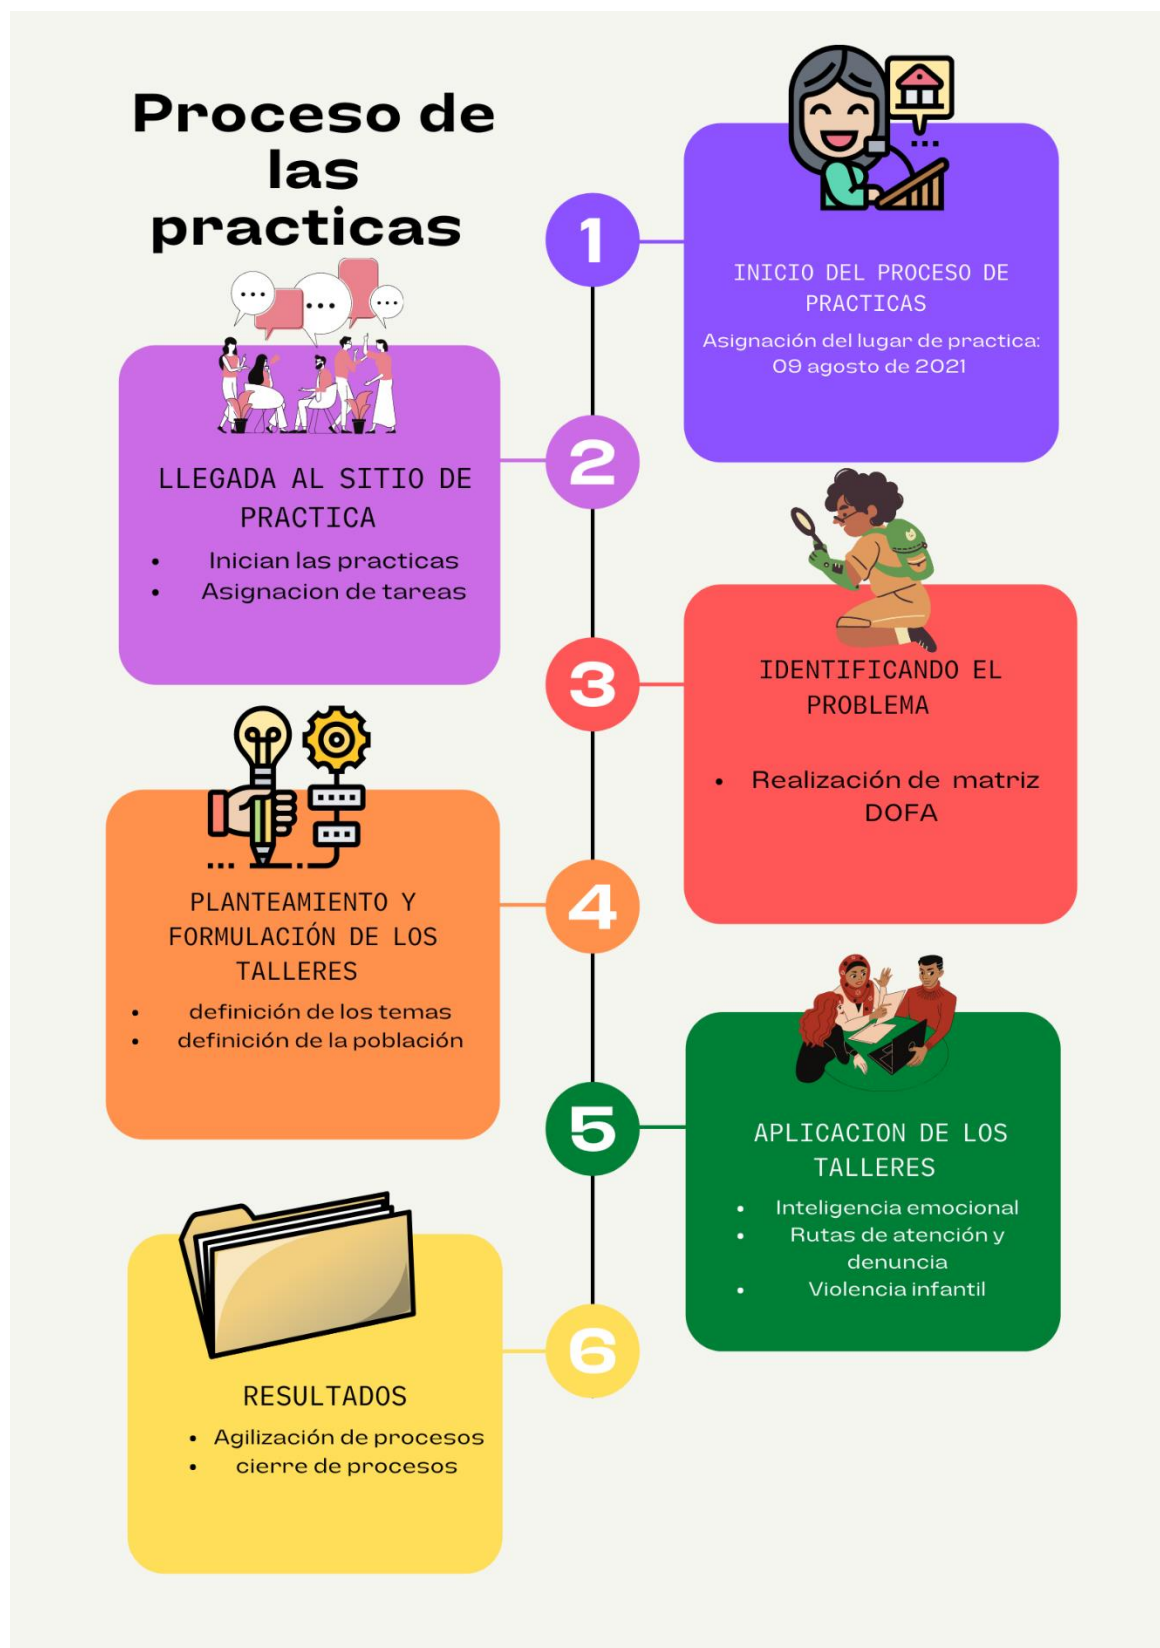 Proceso de
las
practicas
1
INICIO DEL PROCESO DE
PRACTICAS
Asignación del lugar de practica:
09 agosto de 2021
2
LLEGADA AL SITIO DE
PRACTICA
• Inician las practicas
• Asignacion de tareas
3
IDENTIFICANDO EL
PROBLEMA
• Realización de matriz
DOFA
4
PLANTEAMIENTO Y
FORMULACIÓN DE LOS
TALLERES
• definición de los temas
• definición de la población
5
APLICACION DE LOS
TALLERES
• Inteligencia emocional
• Rutas de atención y
denuncia
• Violencia infantil
6
RESULTADOS
• Agilización de procesos
• cierre de procesos